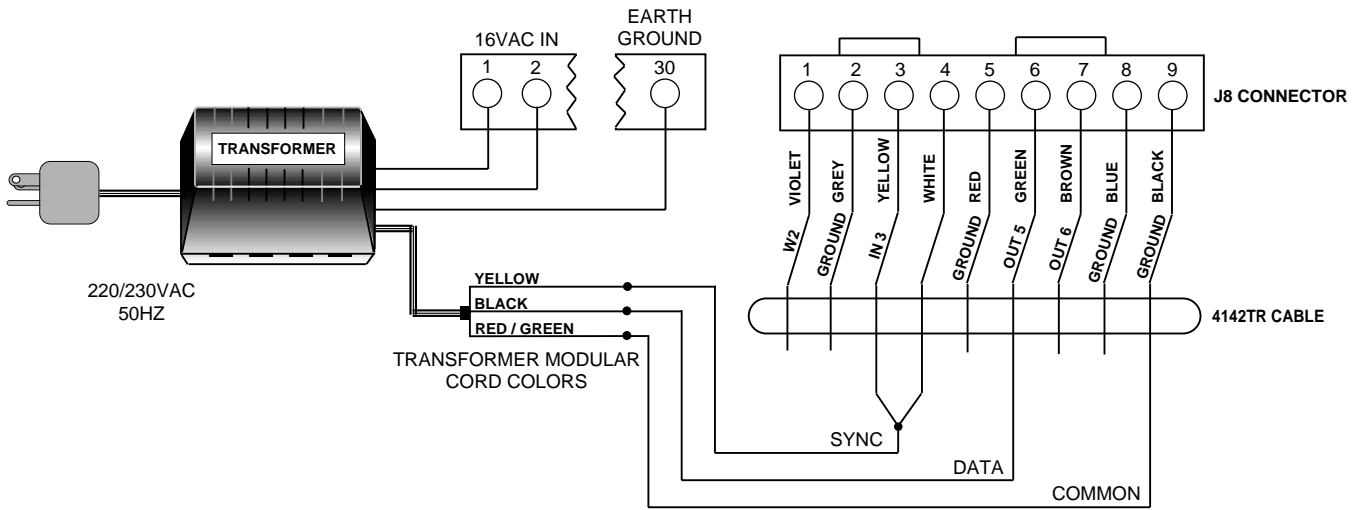 16VAC IN
EARTH
GROUND
1 2
30
1 2 3 4 5 6 7 8 9
J8 CONNECTOR
TRANSFORMER
VIOLET
GREY
YELLOW
WHITE
RED
GREEN
BROWN
BLUE
BLACK
W2
GROUND
IN 3
GROUND
OUT 5
OUT 6
GROUND
GROUND
220/230VAC
50HZ
4142TR CABLE
YELLOW
BLACK
RED / GREEN
TRANSFORMER MODULAR
CORD COLORS
SYNC
DATA
COMMON